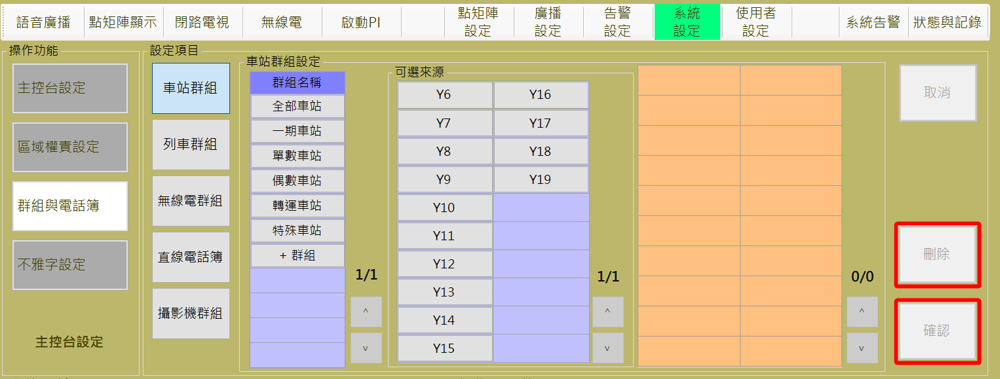 語音廣播
點矩陣顯示
閉路電視
無線電
啟動PI
點矩陣
設定
廣播
設定
告警
設定
系統
設定
使用者
設定
系統告警
狀態與記錄
操作功能
主控台設定
區域權責設定
群組與電話簿
不雅字設定
主控台設定
設定項目
車站群組
列車群組
無線電群組
直線電話簿
攝影機群組
車站群組設定
群組名稱
全部車站
一期車站
單數車站
偶數車站
轉運車站
特殊車站
+ 群組
1/1
^
v
可選來源
Y6 Y16
Y7 Y17
Y8 Y18
Y9 Y19
Y10
Y11
Y12
Y13
Y14
Y15
1/1
^
v
0/0
^
v
取消
刪除
確認